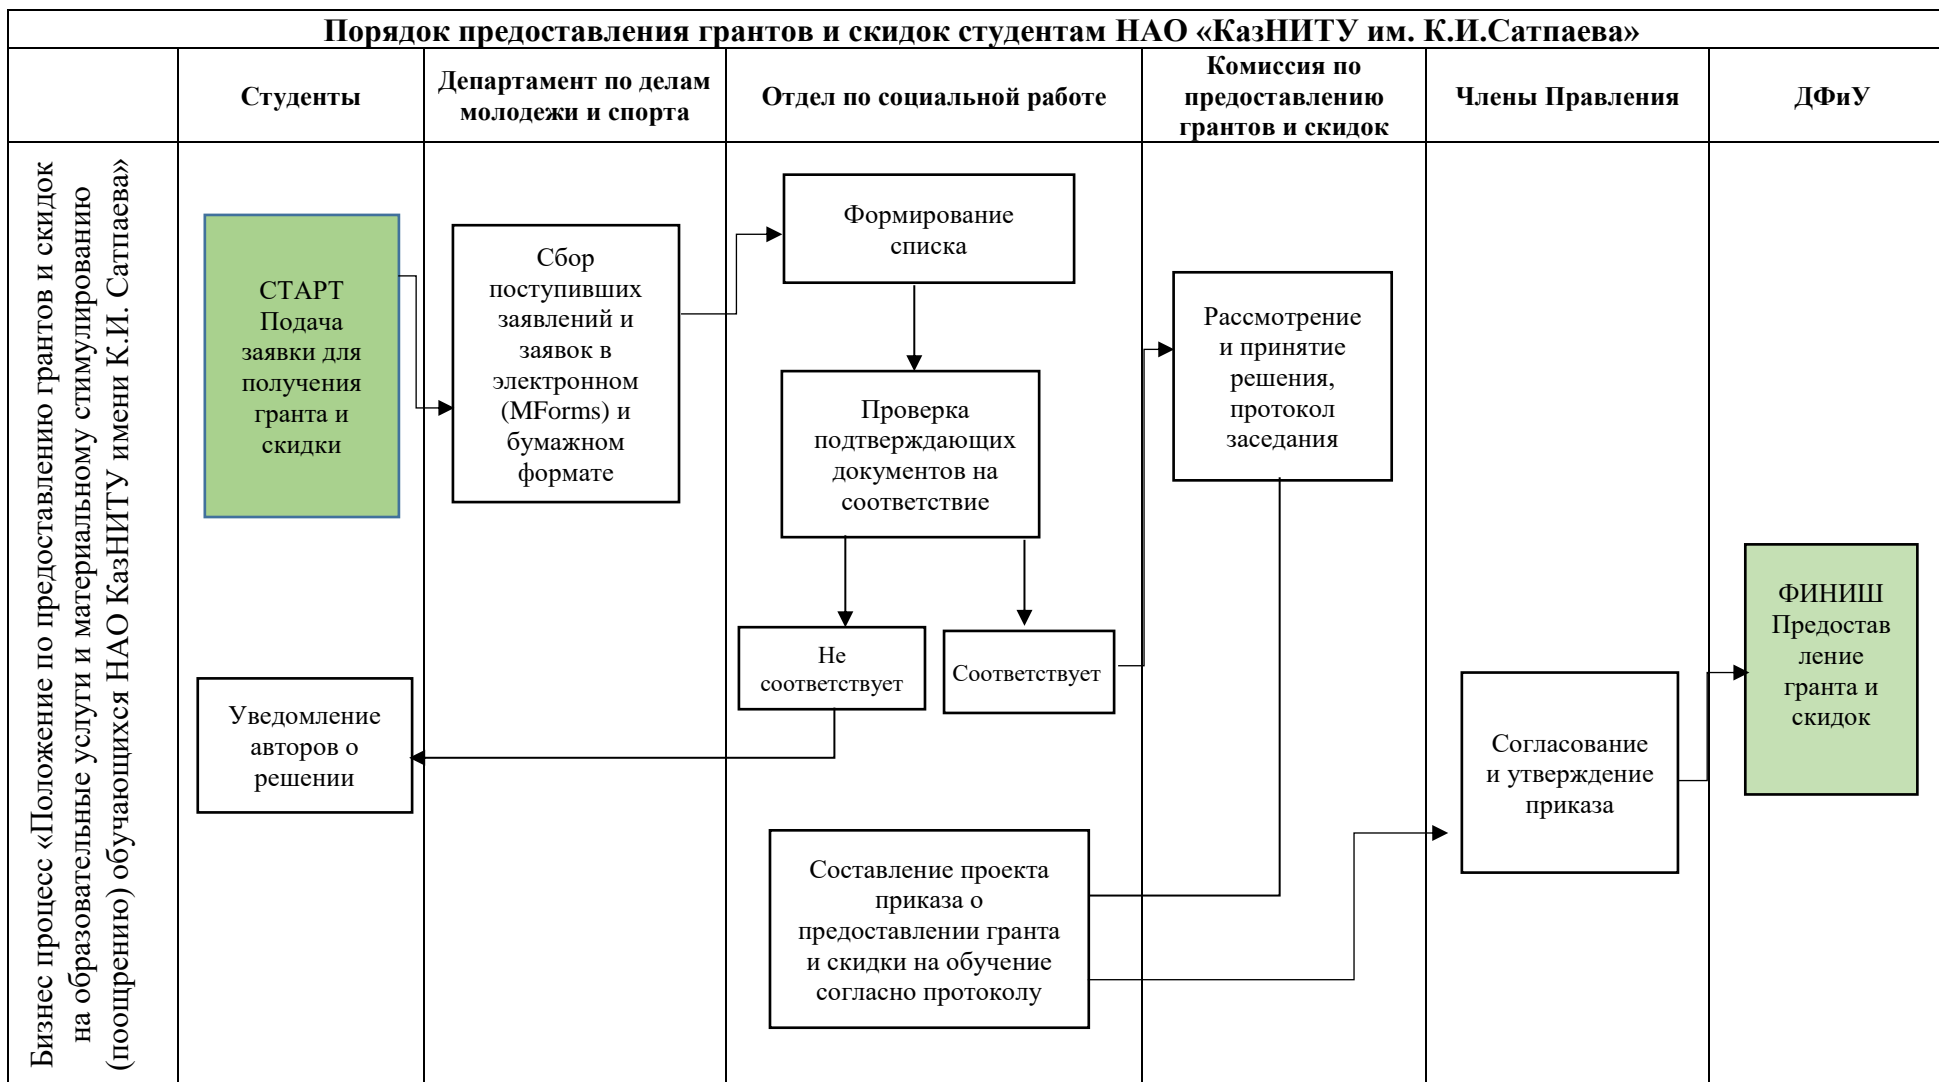 Порядок предоставления грантов и скидок студентам НАО «КазНИТУ им. К.И.Сатпаева»
Студенты
Департамент по делам
молодежи и спорта
Отдел по социальной работе
Комиссия по
предоставлению
грантов и скидок
Члены Правления
ДФиУ
Бизнес процесс «Положение по предоставлению грантов и скидок
на образовательные услуги и материальному стимулированию
(поощрению) обучающихся НАО КазНИТУ имени К.И. Сатпаева»
СТАРТ
Подача
заявки для
получения
гранта и
скидки
Сбор
поступивших
заявлений и
заявок в
электронном
(MForms) и
бумажном
формате
Формирование
списка
Проверка
подтверждающих
документов на
соответствие
Не
соответствует
Соответствует
Рассмотрение
и принятие
решения,
протокол
заседания
Уведомление
авторов о
решении
Составление проекта
приказа о
предоставлении гранта
и скидки на обучение
согласно протоколу
Согласование
и утверждение
приказа
ФИНИШ
Предостав
ление
гранта и
скидок